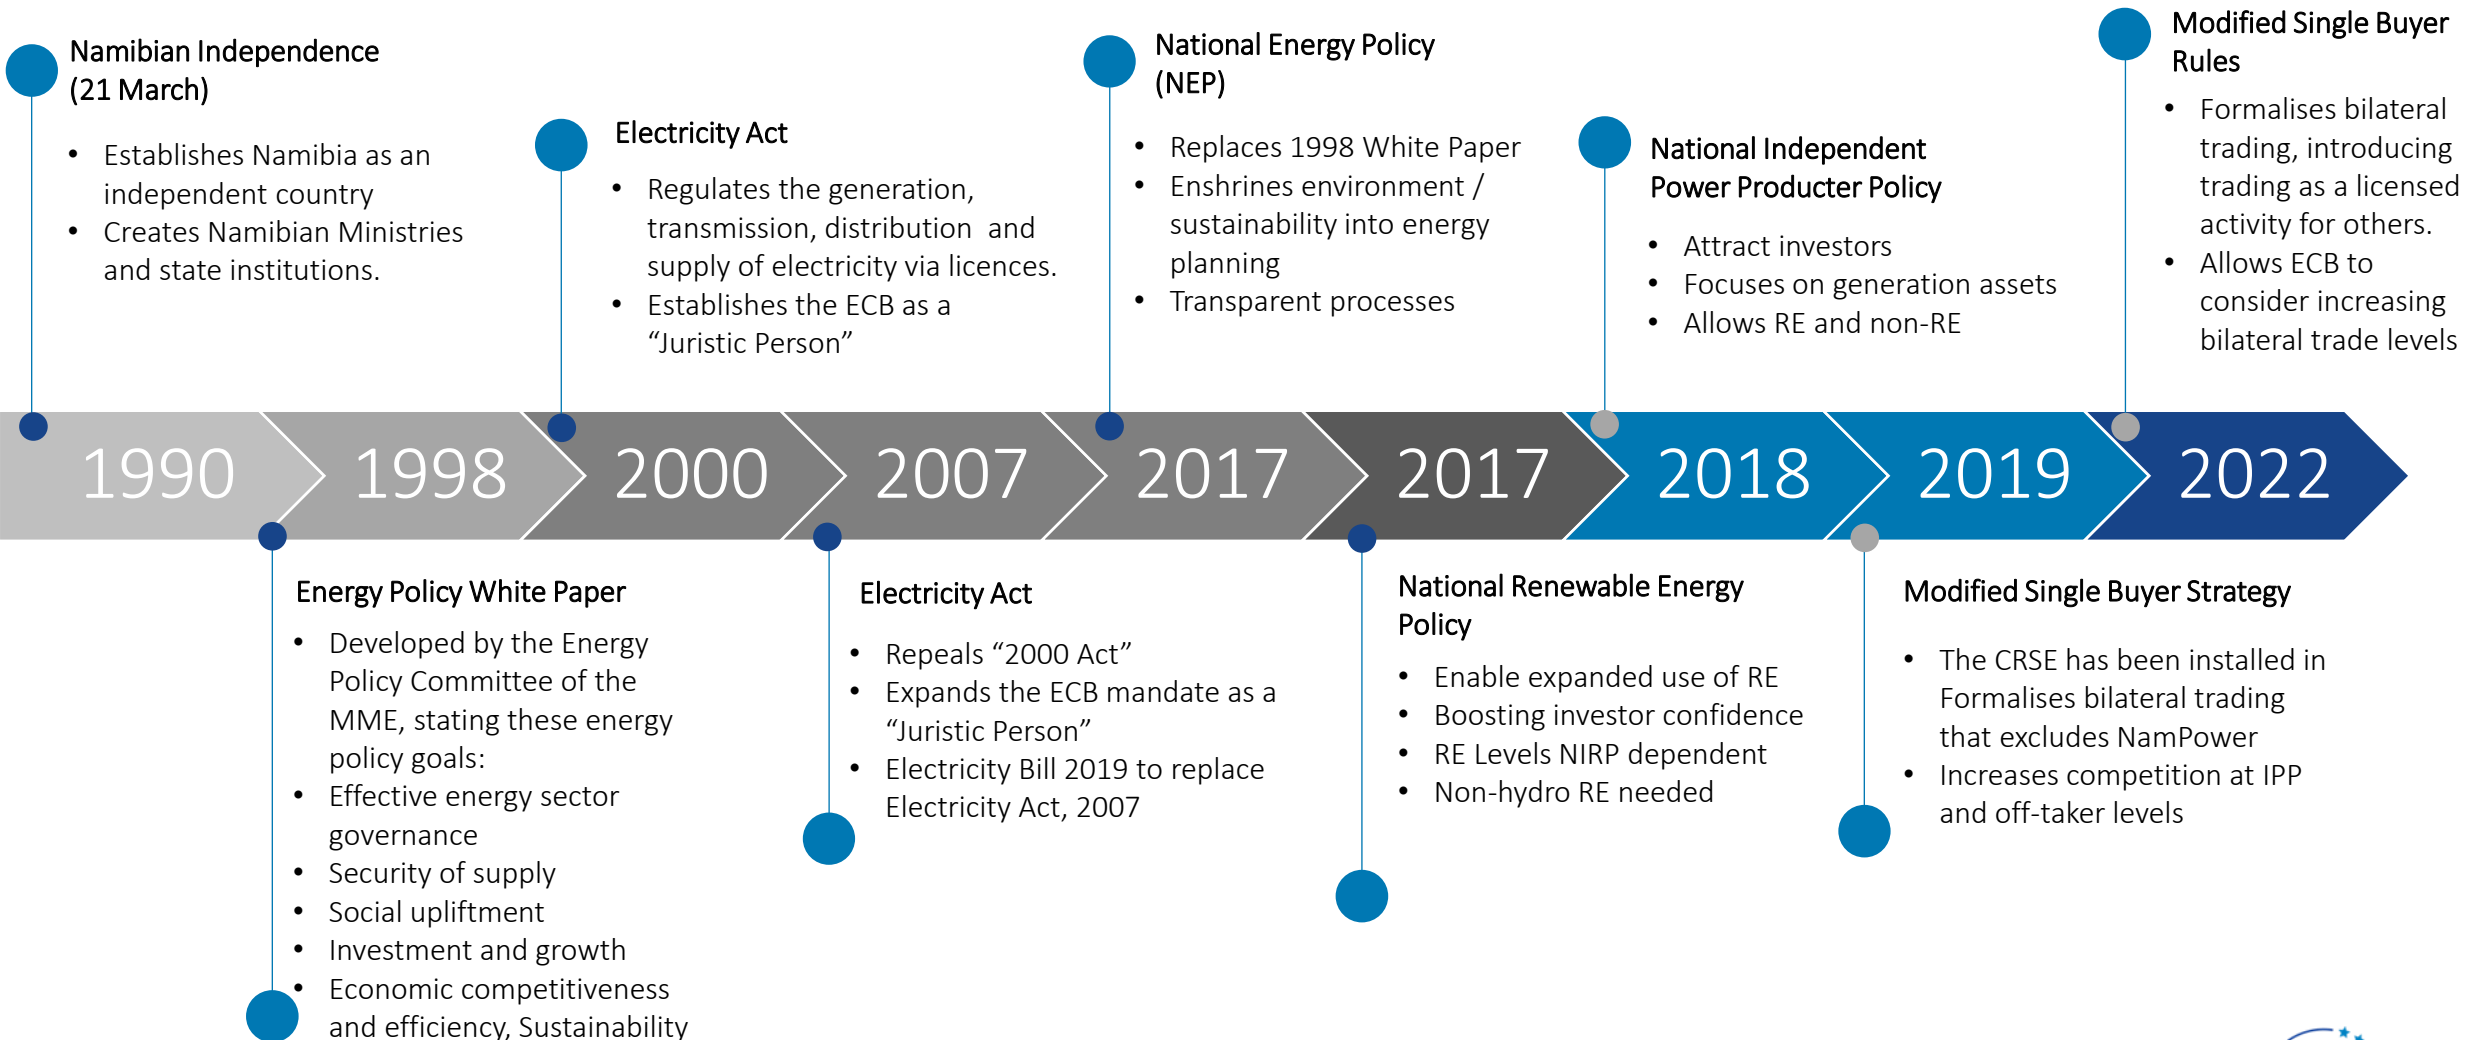 Namibian Independence
(21 March)
• Establishes Namibia as an
independent country
• Creates Namibian Ministries
and state institutions.
Electricity Act
• Regulates the generation,
transmission, distribution and
supply of electricity via licences.
• Establishes the ECB as a
“Juristic Person”
National Energy Policy
(NEP)
• Replaces 1998 White Paper
• Enshrines environment /
sustainability into energy
planning
• Transparent processes
National Independent
Power Producter Policy
• Attract investors
• Focuses on generation assets
• Allows RE and non-RE
Modified Single Buyer
Rules
• Formalises bilateral
trading, introducing
trading as a licensed
activity for others.
• Allows ECB to
consider increasing
bilateral trade levels
1990
1998
2000
2007
2017
2017
2018
2019
2022
Energy Policy White Paper
• Developed by the Energy
Policy Committee of the
MME, stating these energy
policy goals:
• Effective energy sector
governance
• Security of supply
• Social upliftment
• Investment and growth
• Economic competitiveness
and efficiency, Sustainability
Electricity Act
• Repeals “2000 Act”
• Expands the ECB mandate as a
“Juristic Person”
• Electricity Bill 2019 to replace
Electricity Act, 2007
National Renewable Energy
Policy
• Enable expanded use of RE
• Boosting investor confidence
• RE Levels NIRP dependent
• Non-hydro RE needed
Modified Single Buyer Strategy
• The CRSE has been installed in
Formalises bilateral trading
that excludes NamPower
• Increases competition at IPP
and off-taker levels